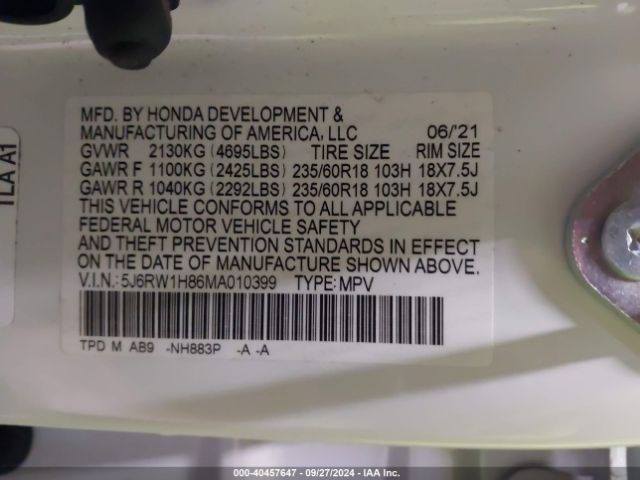 MFD. BY HONDA DEVELOPMENT &
MANUFACTURING OF AMERICA, LLC 06/'21
GVWR 2130KG (4695LBS) TIRE SIZE RIM SIZE
GAWR F 1100KG (2425LBS) 235/60R18 103H 18X7.5J
GAWR R 1040KG (2292LBS) 235/60R18 103H 18X7.5J
THIS VEHICLE CONFORMS TO ALL APPLICABLE
FEDERAL MOTOR VEHICLE SAFETY
AND THEFT PREVENTION STANDARDS IN EFFECT
ON THE DATE OF MANUFACTURE SHOWN ABOVE.
V.I.N.: 5J6RW1H86MA010399 TYPE: MPV
TPD M AB9 -NH883P -A -A
1LA A1
000-40457647 / 09/27/2024 - IAA Inc.